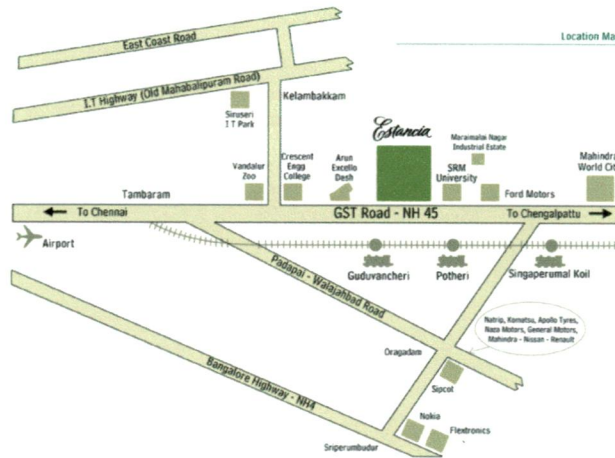 East Coast Road
Location Ma
I.T Highway (Old Mahabalipuram Road)
Kelambakkam
Siruseri
I T Park
Estancia
Maraimalai Nagar
Industrial Estate
Vandalur
Zoo
Crescent
Engg
College
Arun
Excello
Desh
SRM
University
Mahindra
World Cit
Ford Motors
Tambaram
To Chennai
GST Road - NH 45
To Chengalpattu
Airport
Guduvancheri
Potheri
Singaperumal Koil
Padapai - Walajahbad Road
Natrip, Komatsu, Apollo Tyres,
Naza Motors, General Motors,
Mahindra - Nissan - Renault
Oragadam
Sipcot
Bangalore Highway - NH4
Nokia
Flextronics
Sriperumbudur